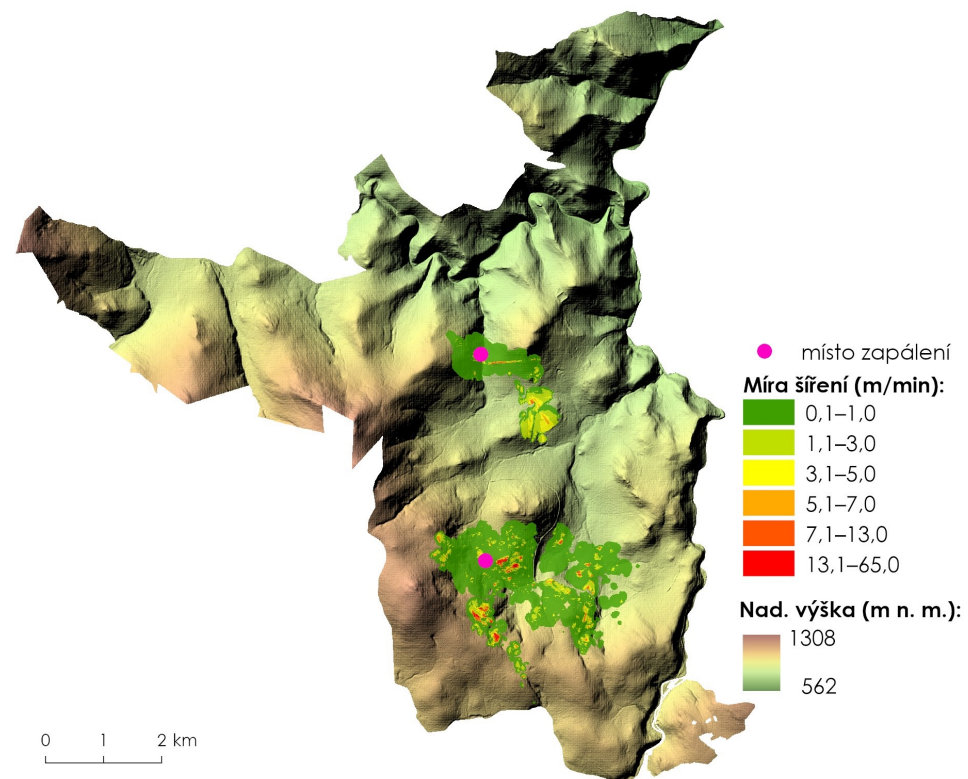 místo zapálení
Míra šíření (m/min):
0,1–1,0
1,1–3,0
3,1–5,0
5,1–7,0
7,1–13,0
13,1–65,0
Nad. výška (m n. m.):
1308
562
0 1 2 km